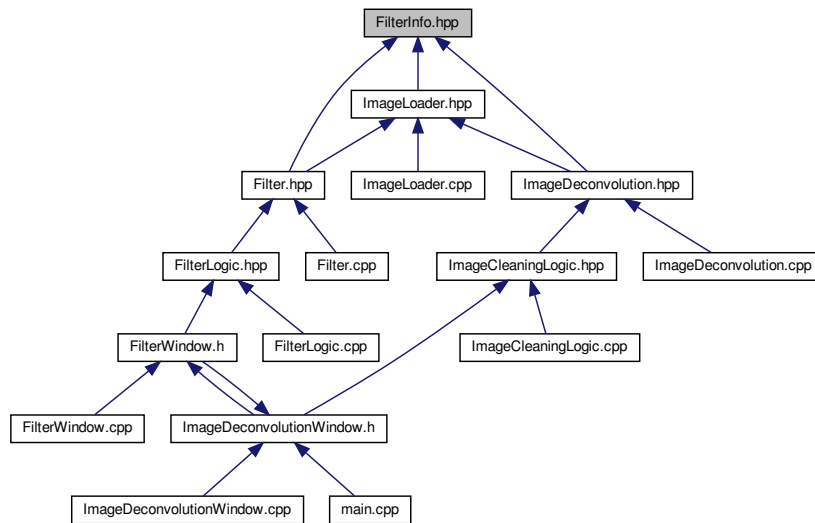 FilterInfo.hpp
ImageLoader.hpp
Filter.hpp
ImageLoader.cpp
ImageDeconvolution.hpp
FilterLogic.hpp
Filter.cpp
ImageCleaningLogic.hpp
ImageDeconvolution.cpp
FilterWindow.h
FilterLogic.cpp
ImageCleaningLogic.cpp
FilterWindow.cpp
ImageDeconvolutionWindow.h
ImageDeconvolutionWindow.cpp
main.cpp